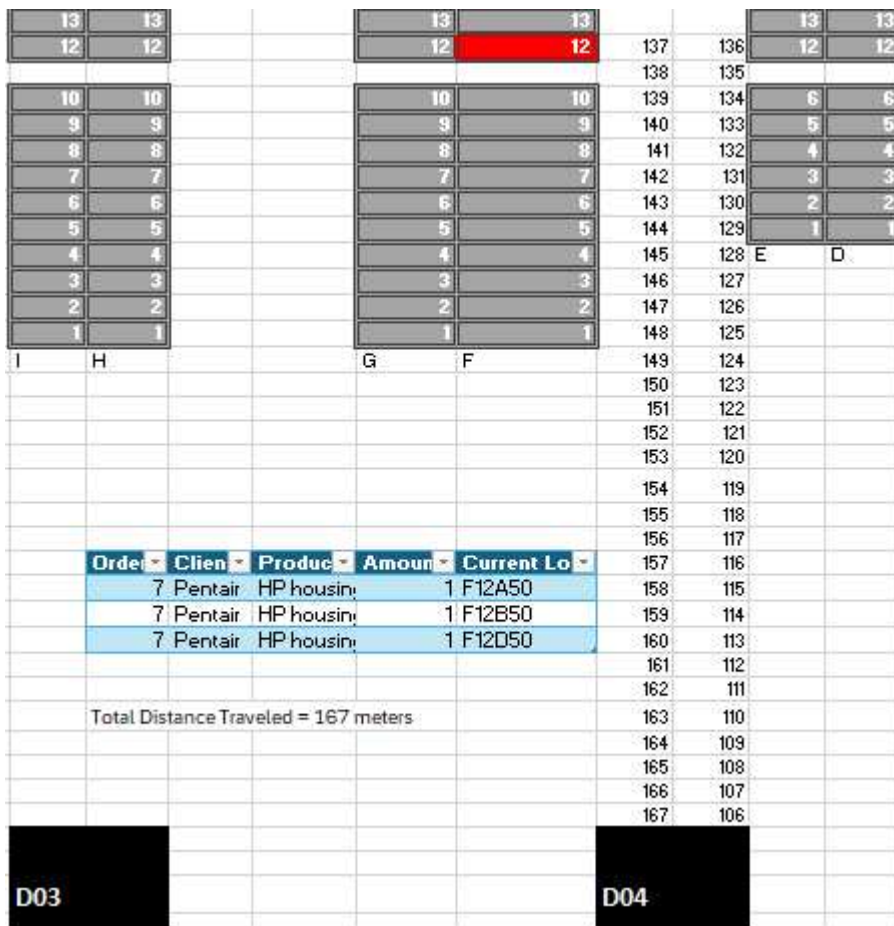 13 13 13 13 13 13
12 12 12 12 137 136 12 12
138 135
10 10 10 10 139 134 6 6
9 9 9 9 140 133 5 5
8 8 8 8 141 132 4 4
7 7 7 7 142 131 3 3
6 6 6 6 143 130 2 2
5 5 5 5 144 129 1 1
4 4 4 4 145 128 E D
3 3 3 3 146 127
2 2 2 2 147 126
1 1 1 1 148 125
I H G F 149 124
150 123
151 122
152 121
153 120
154 119
155 118
156 117
Order Clien Produc Amoun Current Lo 157 116
7 Pentair HP housin 1 F12A50 158 115
7 Pentair HP housin 1 F12B50 159 114
7 Pentair HP housin 1 F12D50 160 113
161 112
162 111
Total Distance Traveled = 167 meters 163 110
164 109
165 108
166 107
167 106
D03 D04